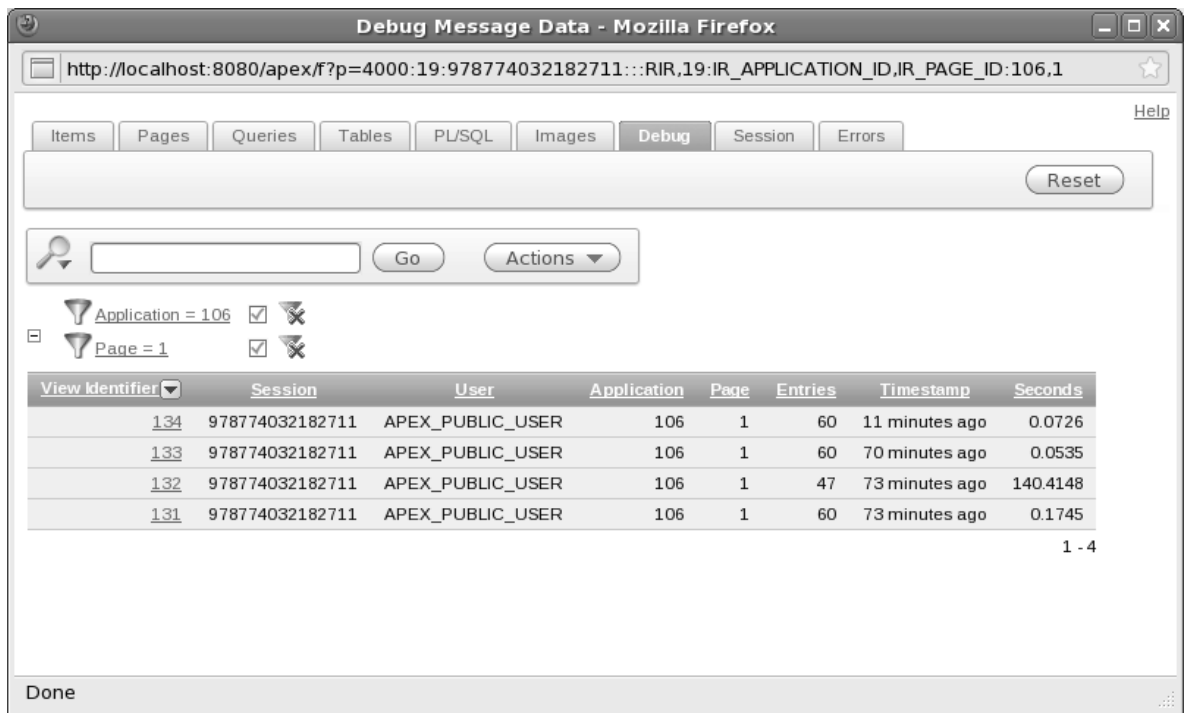 Debug Message Data - Mozilla Firefox
http://localhost:8080/apex/f?p=4000:19:978774032182711:::RIR,19:IR_APPLICATION_ID,IR_PAGE_ID:106,1
Help
Items Pages Queries Tables PL/SQL Images Debug Session Errors
Reset
Go Actions
Application = 106
Page = 1
View Identifier Session User Application Page Entries Timestamp Seconds
134 978774032182711 APEX_PUBLIC_USER 106 1 60 11 minutes ago 0.0726
133 978774032182711 APEX_PUBLIC_USER 106 1 60 70 minutes ago 0.0535
132 978774032182711 APEX_PUBLIC_USER 106 1 47 73 minutes ago 140.4148
131 978774032182711 APEX_PUBLIC_USER 106 1 60 73 minutes ago 0.1745
1 - 4
Done